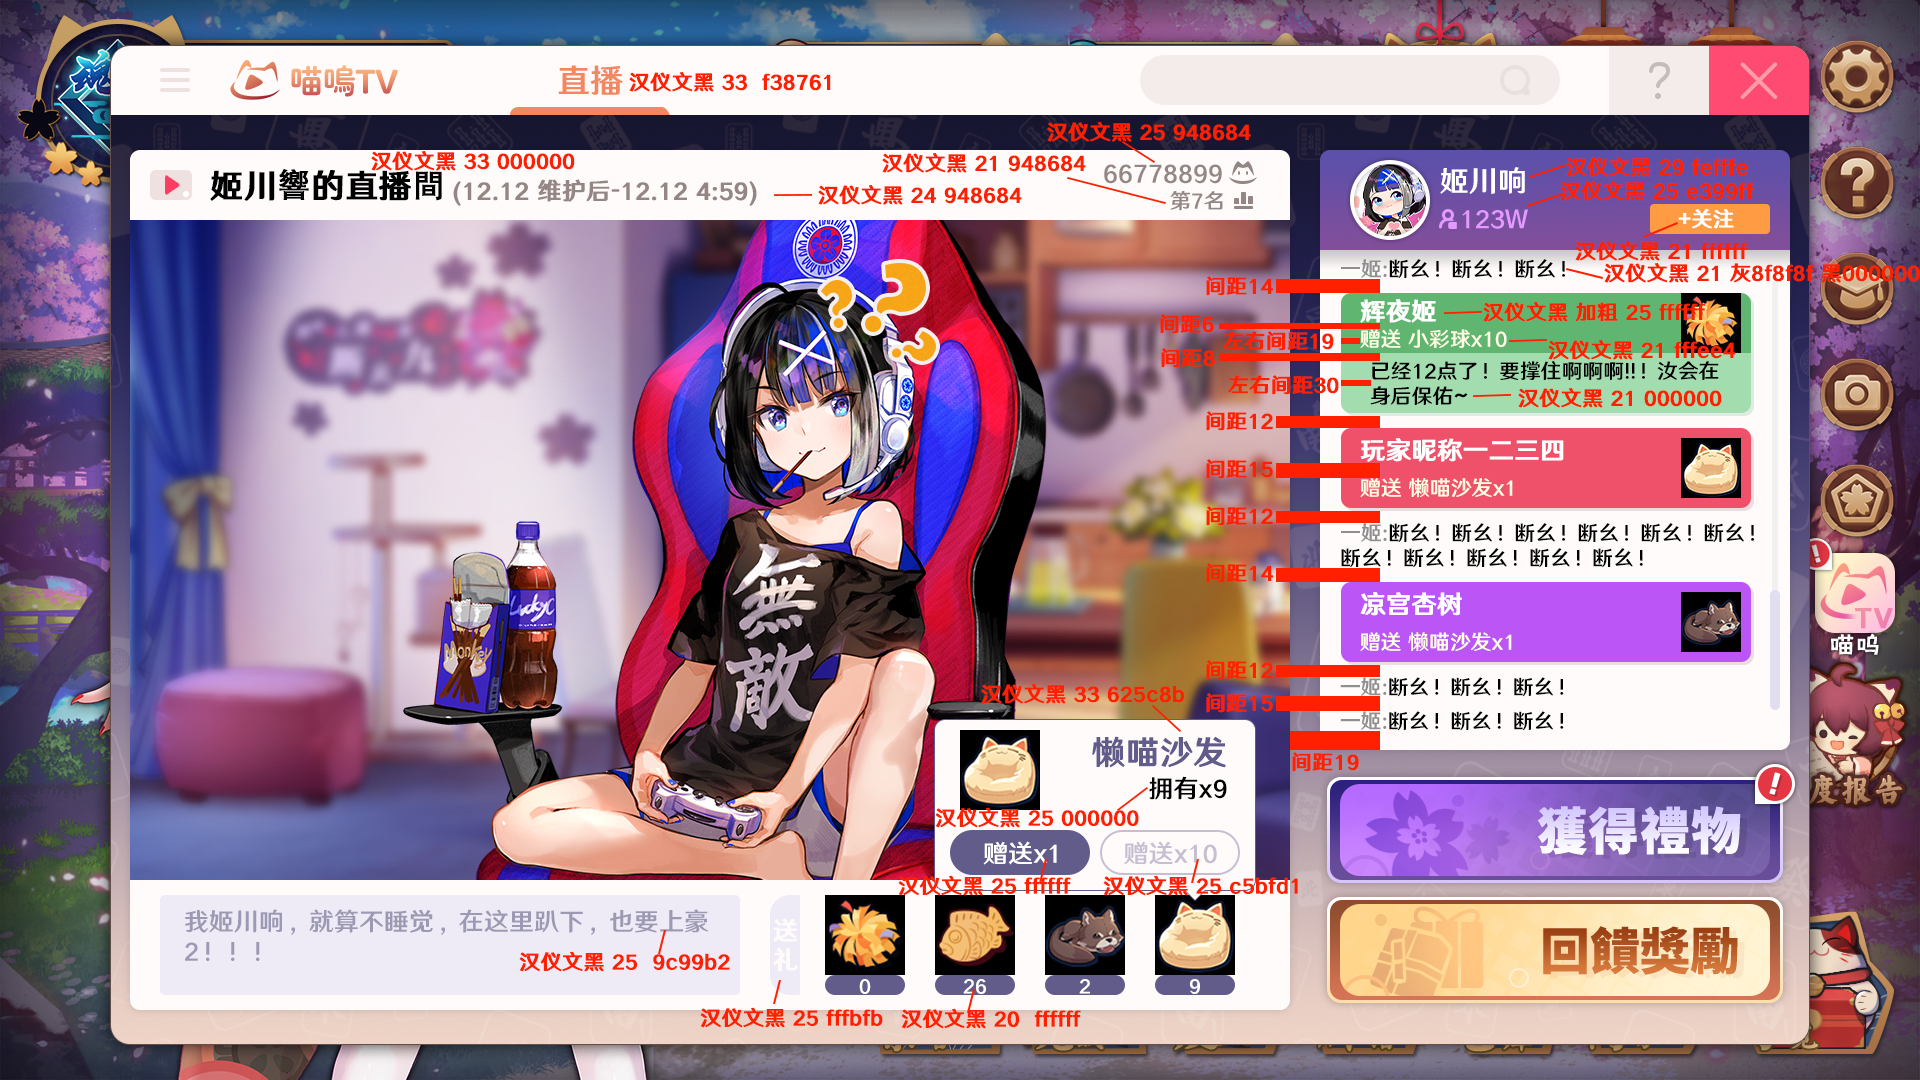 喵嗚TV
直播
汉仪文黑 33 f38761
?
汉仪文黑 25 948684
汉仪文黑 33 000000
汉仪文黑 21 948684
66778899
姬川響的直播間
(12.12 维护后-12.12 4:59)
汉仪文黑 24 948684
第7名
無
敵
LuckyC
Monkey
汉仪文黑 33 625c8b
懒喵沙发
拥有x9
汉仪文黑 25 000000
赠送x1
赠送x10
汉仪文黑 25 ffffff
汉仪文黑 25 c5bfd1
我姬川响，就算不睡觉，在这里趴下，也要上豪
2！！！
汉仪文黑 25 9c99b2
送礼
0
26
2
9
汉仪文黑 25 fffbfb
汉仪文黑 20 ffffff
姬川响
汉仪文黑 29 fefffe
汉仪文黑 25 e399ff
123W
+关注
汉仪文黑 21 ffffff
一姬:断幺！断幺！断幺！
汉仪文黑 21 灰8f8f8f 黑000000
间距14
辉夜姬
汉仪文黑 加粗 25 ffffff
间距6
左右间距19
赠送 小彩球x10
汉仪文黑 21 fffee4
间距8
已经12点了！要撑住啊啊啊!!！汝会在
左右间距30
身后保佑~
汉仪文黑 21 000000
间距12
玩家昵称一二三四
间距15
赠送 懒喵沙发x1
间距12
一姬:断幺！断幺！断幺！断幺！断幺！断幺！
断幺！断幺！断幺！断幺！断幺！
间距14
凉宫杏树
赠送 懒喵沙发x1
间距12
一姬:断幺！断幺！断幺！
间距15
一姬:断幺！断幺！断幺！
间距19
獲得禮物
!
回饋獎勵
?
!
TV
喵呜
度报告